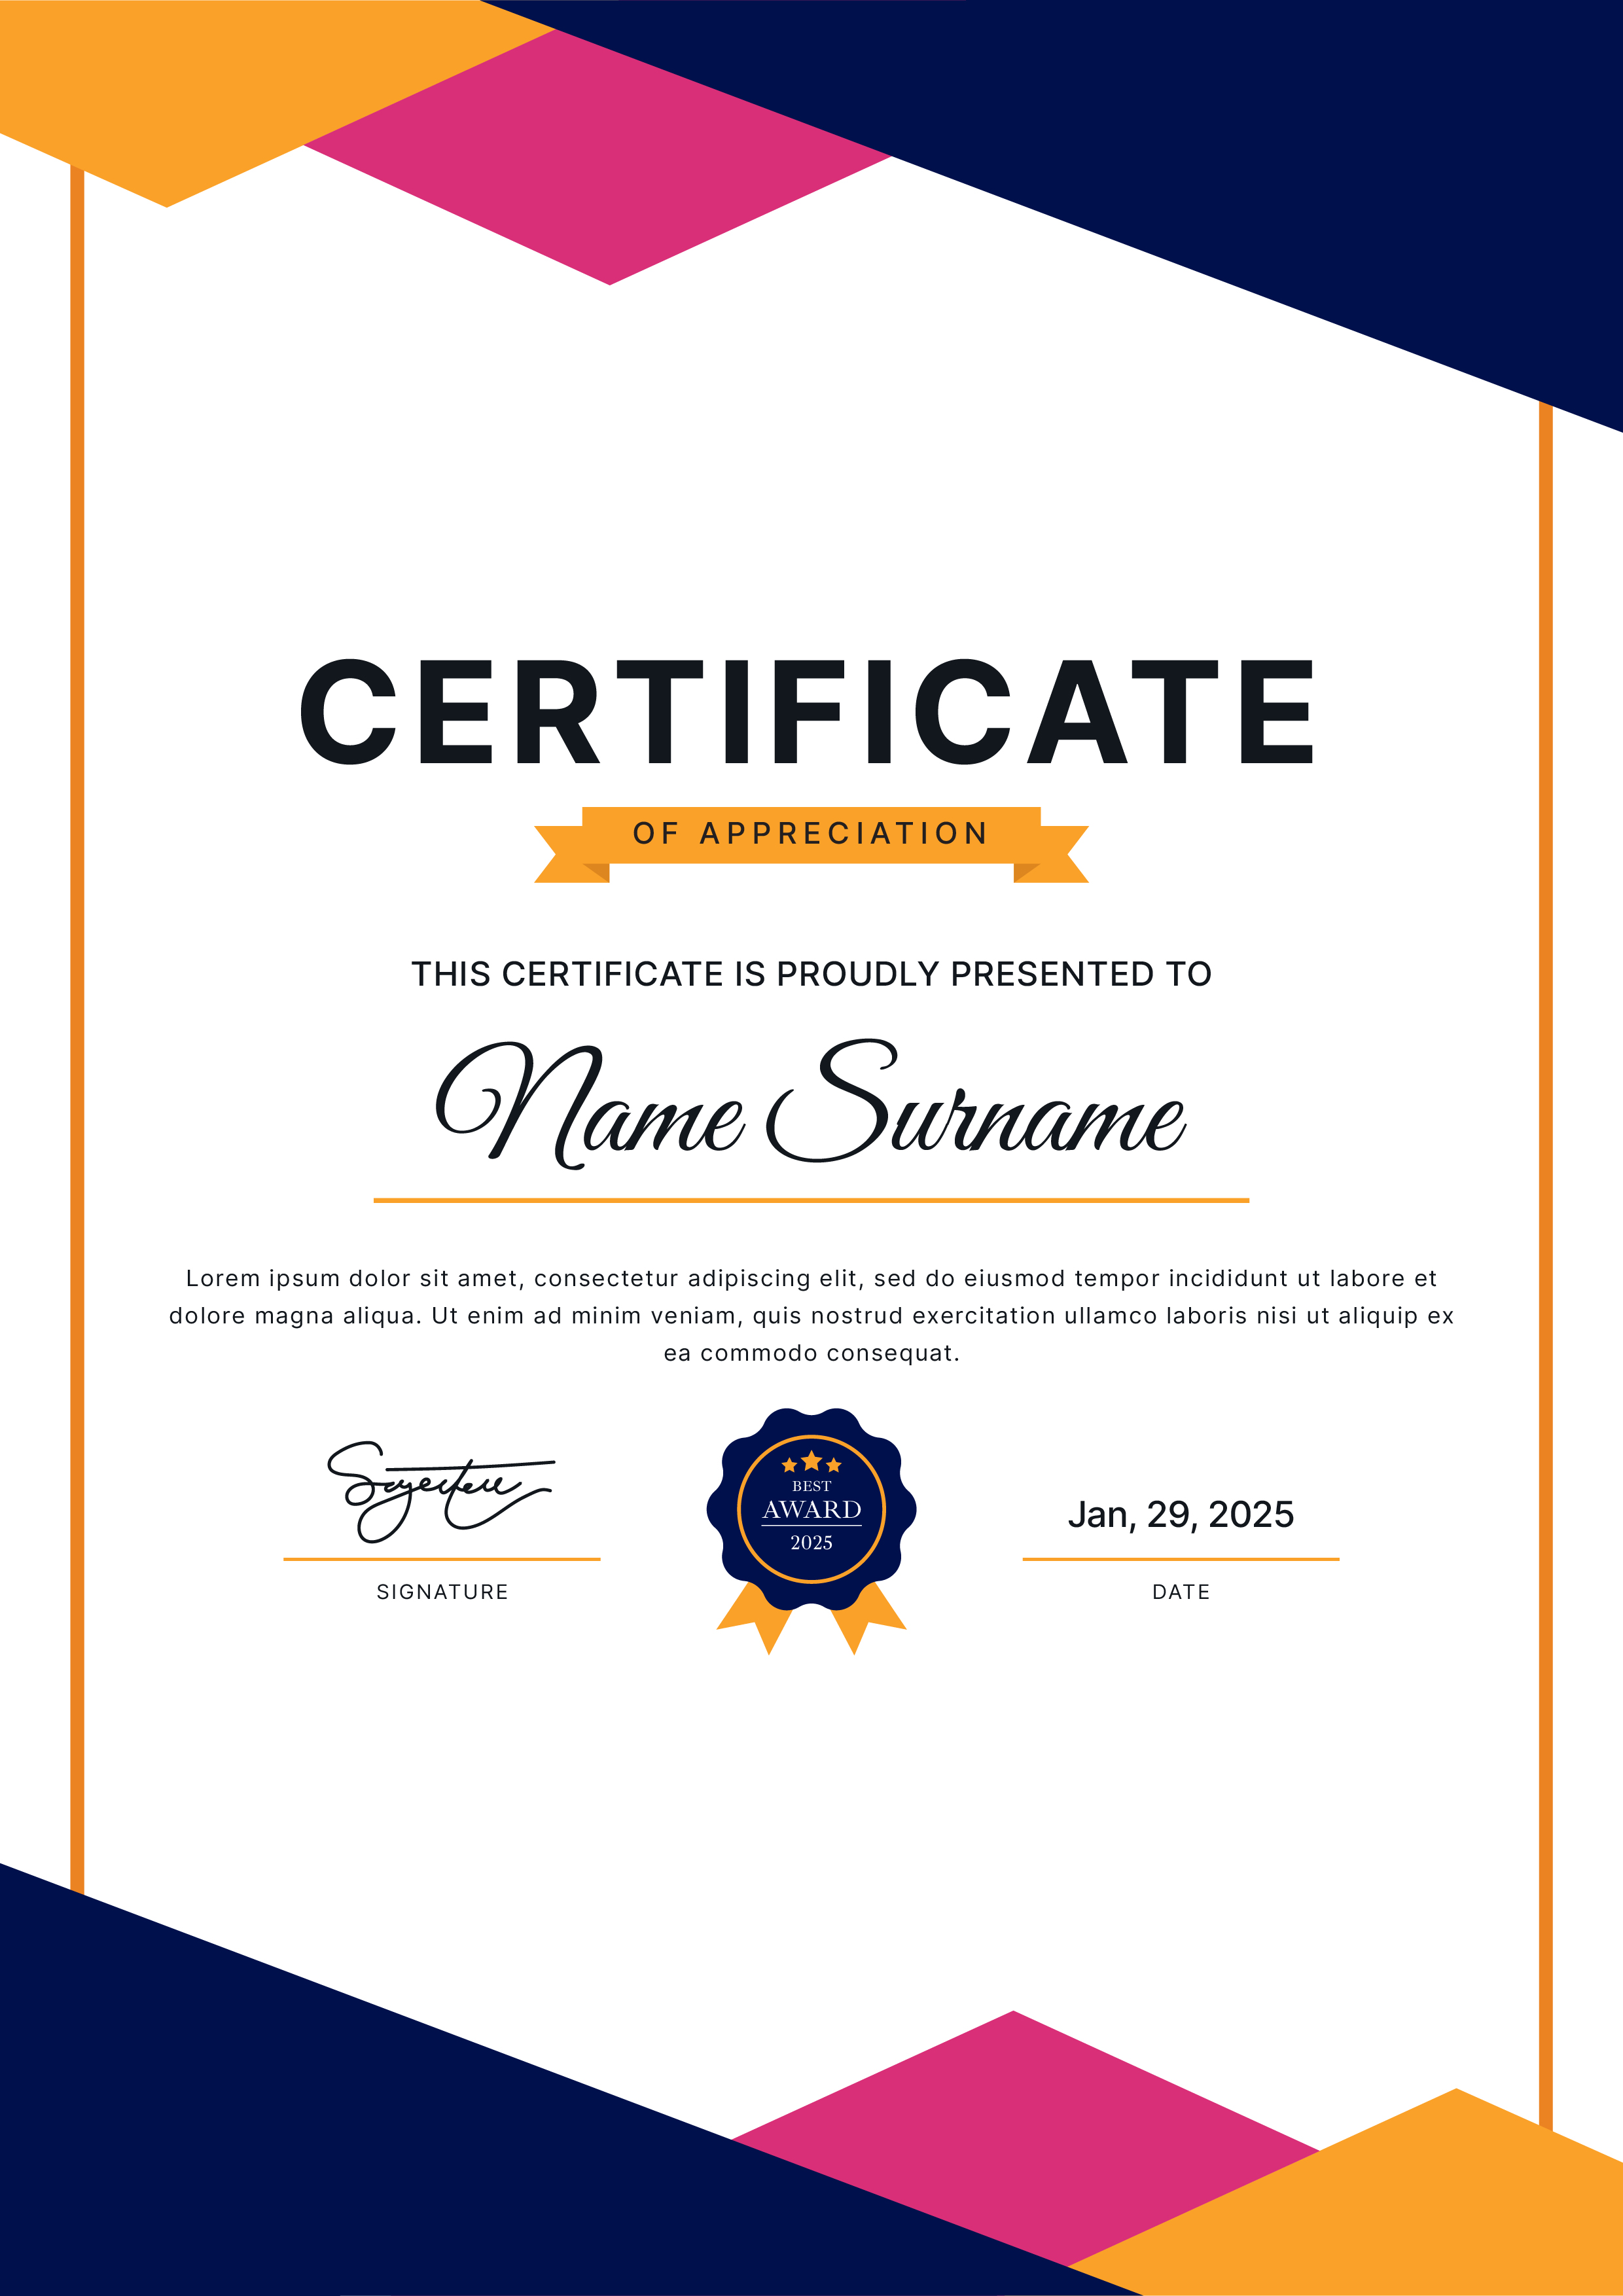 CERTIFICATE
OF APPRECIATION
THIS CERTIFICATE IS PROUDLY PRESENTED TO
Name Surname
Lorem ipsum dolor sit amet, consectetur adipiscing elit, sed do eiusmod tempor incididunt ut labore et
dolore magna aliqua. Ut enim ad minim veniam, quis nostrud exercitation ullamco laboris nisi ut aliquip ex
ea commodo consequat.
BEST
AWARD
2025
Jan, 29, 2025
SIGNATURE
DATE